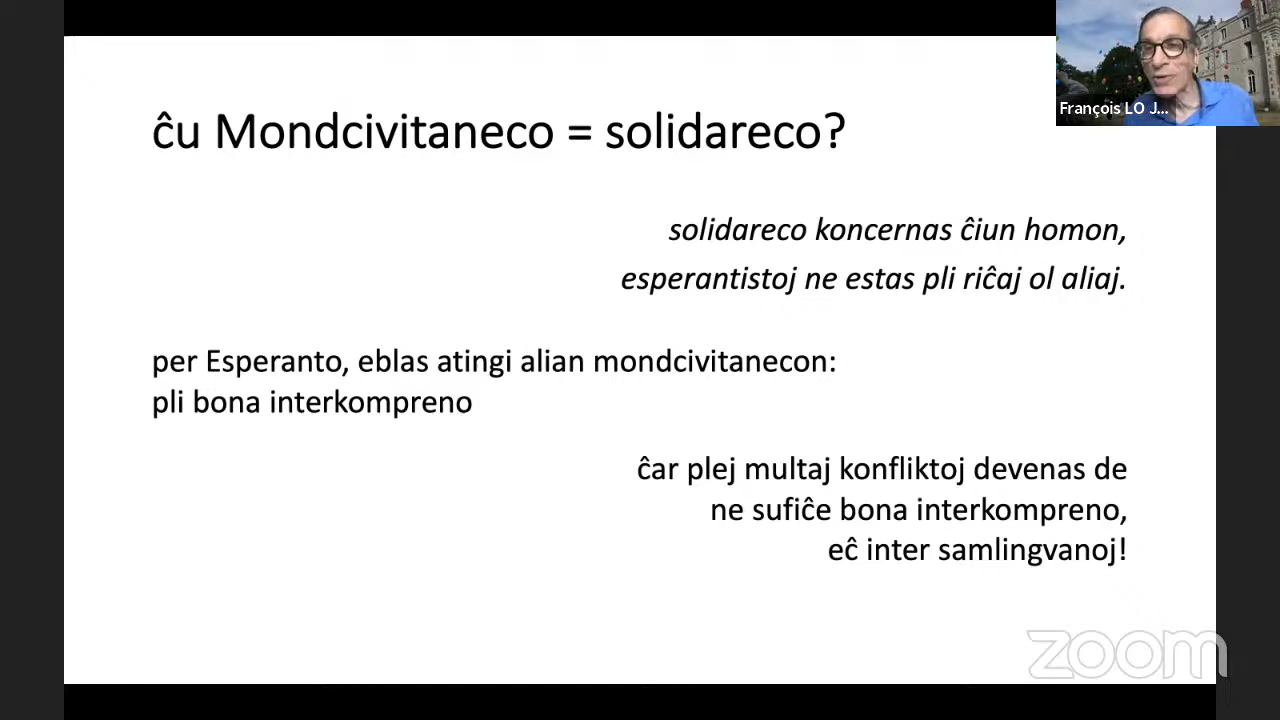 François LO J...
ĉu Mondcivitaneco = solidareco?
solidareco koncernas ĉiun homon,
esperantistoj ne estas pli riĉaj ol aliaj.
per Esperanto, eblas atingi alian mondcivitanecon:
pli bona interkompreno
ĉar plej multaj konfliktoj devenas de
ne sufiĉe bona interkompreno,
eĉ inter samlingvanoj!
zoom